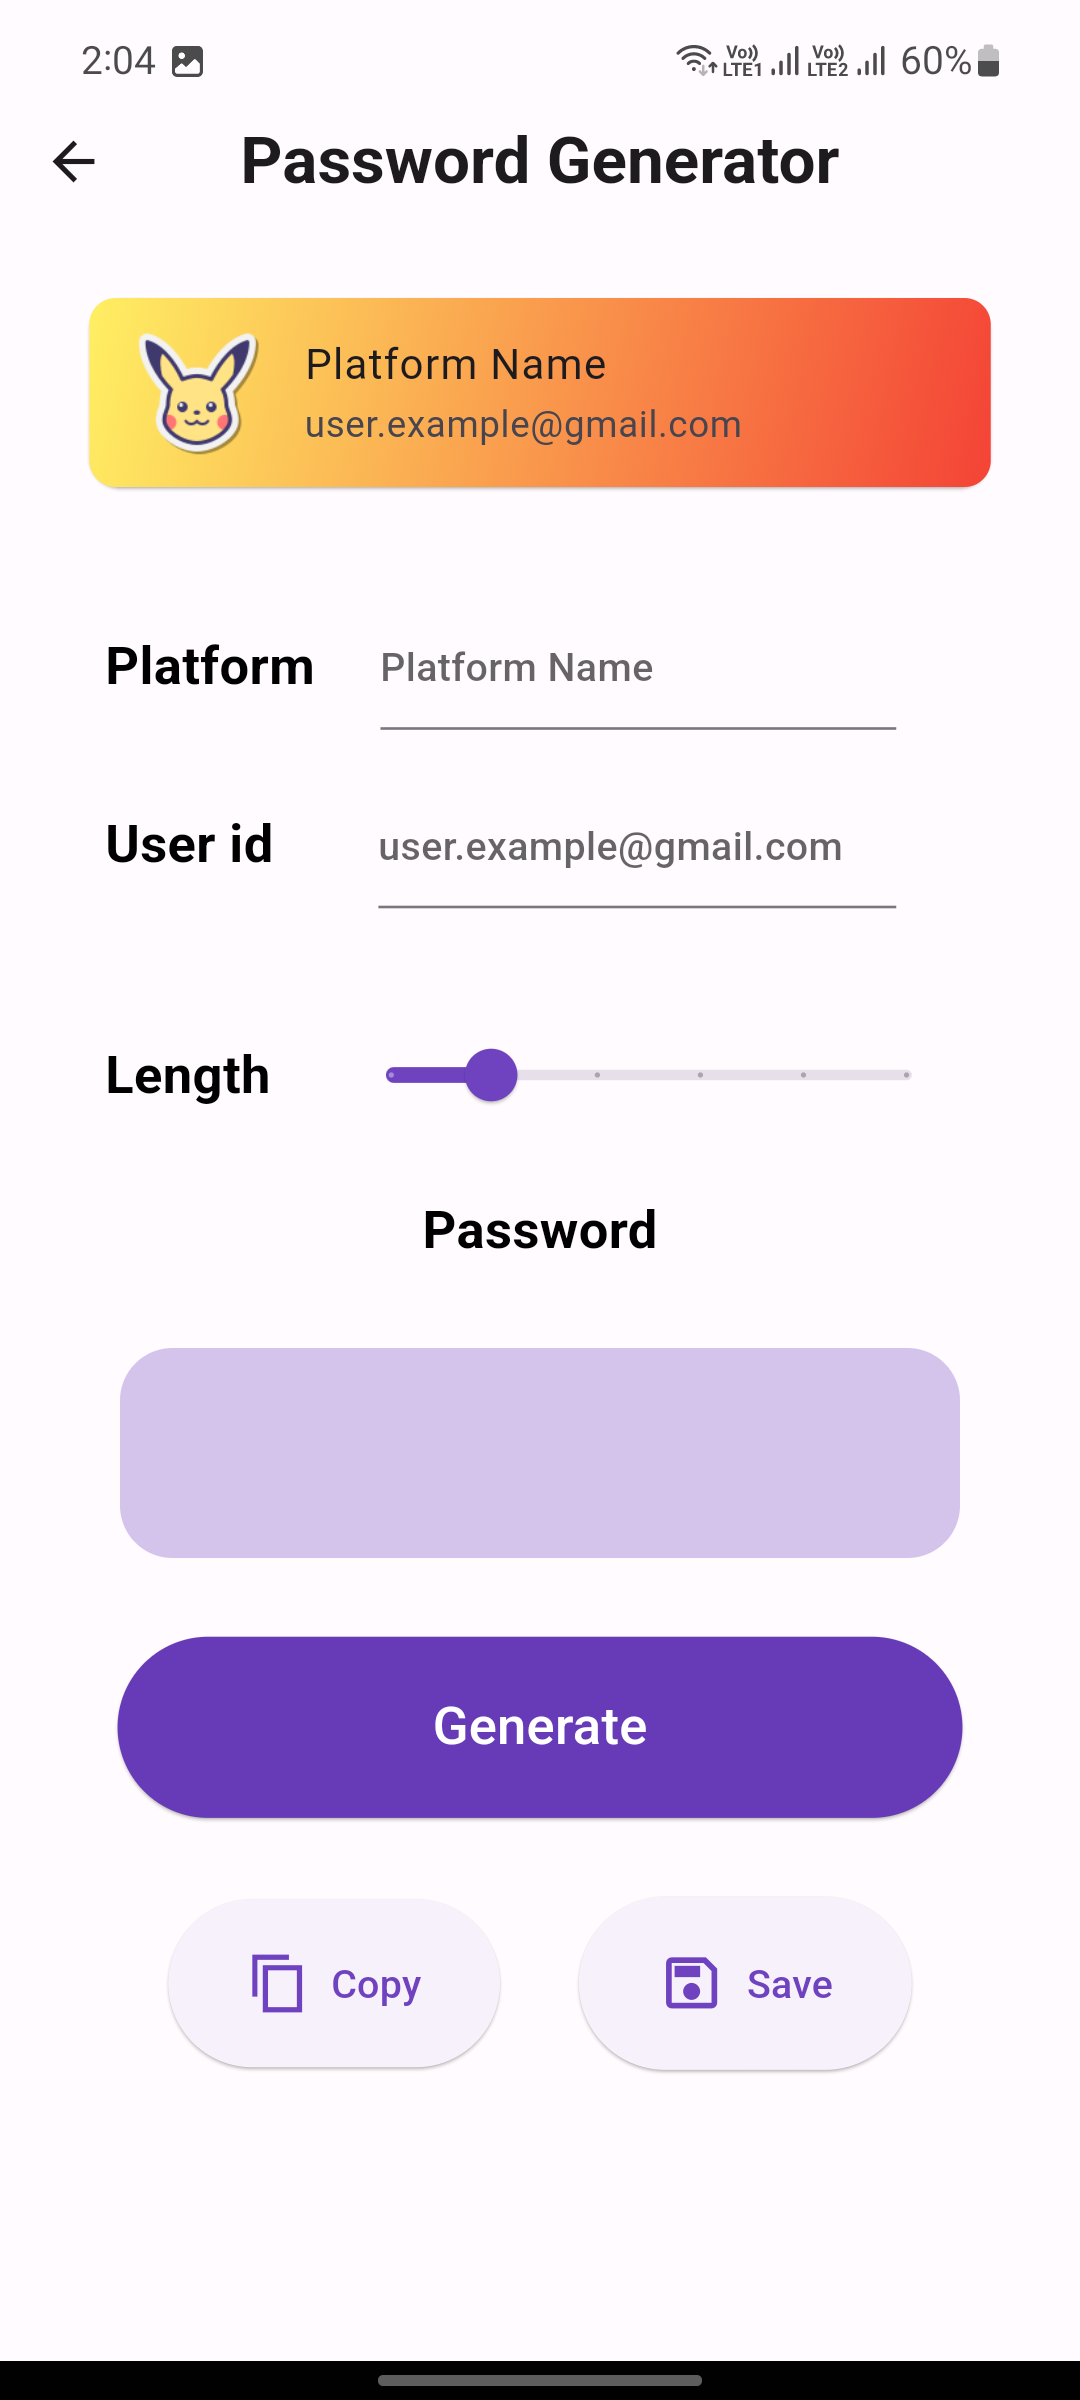 2:04 Vo)) LTE1 Vo)) LTE2 60%
Password Generator
Platform Name
user.example@gmail.com
Platform Platform Name
User id user.example@gmail.com
Length
Password
Generate
Copy Save